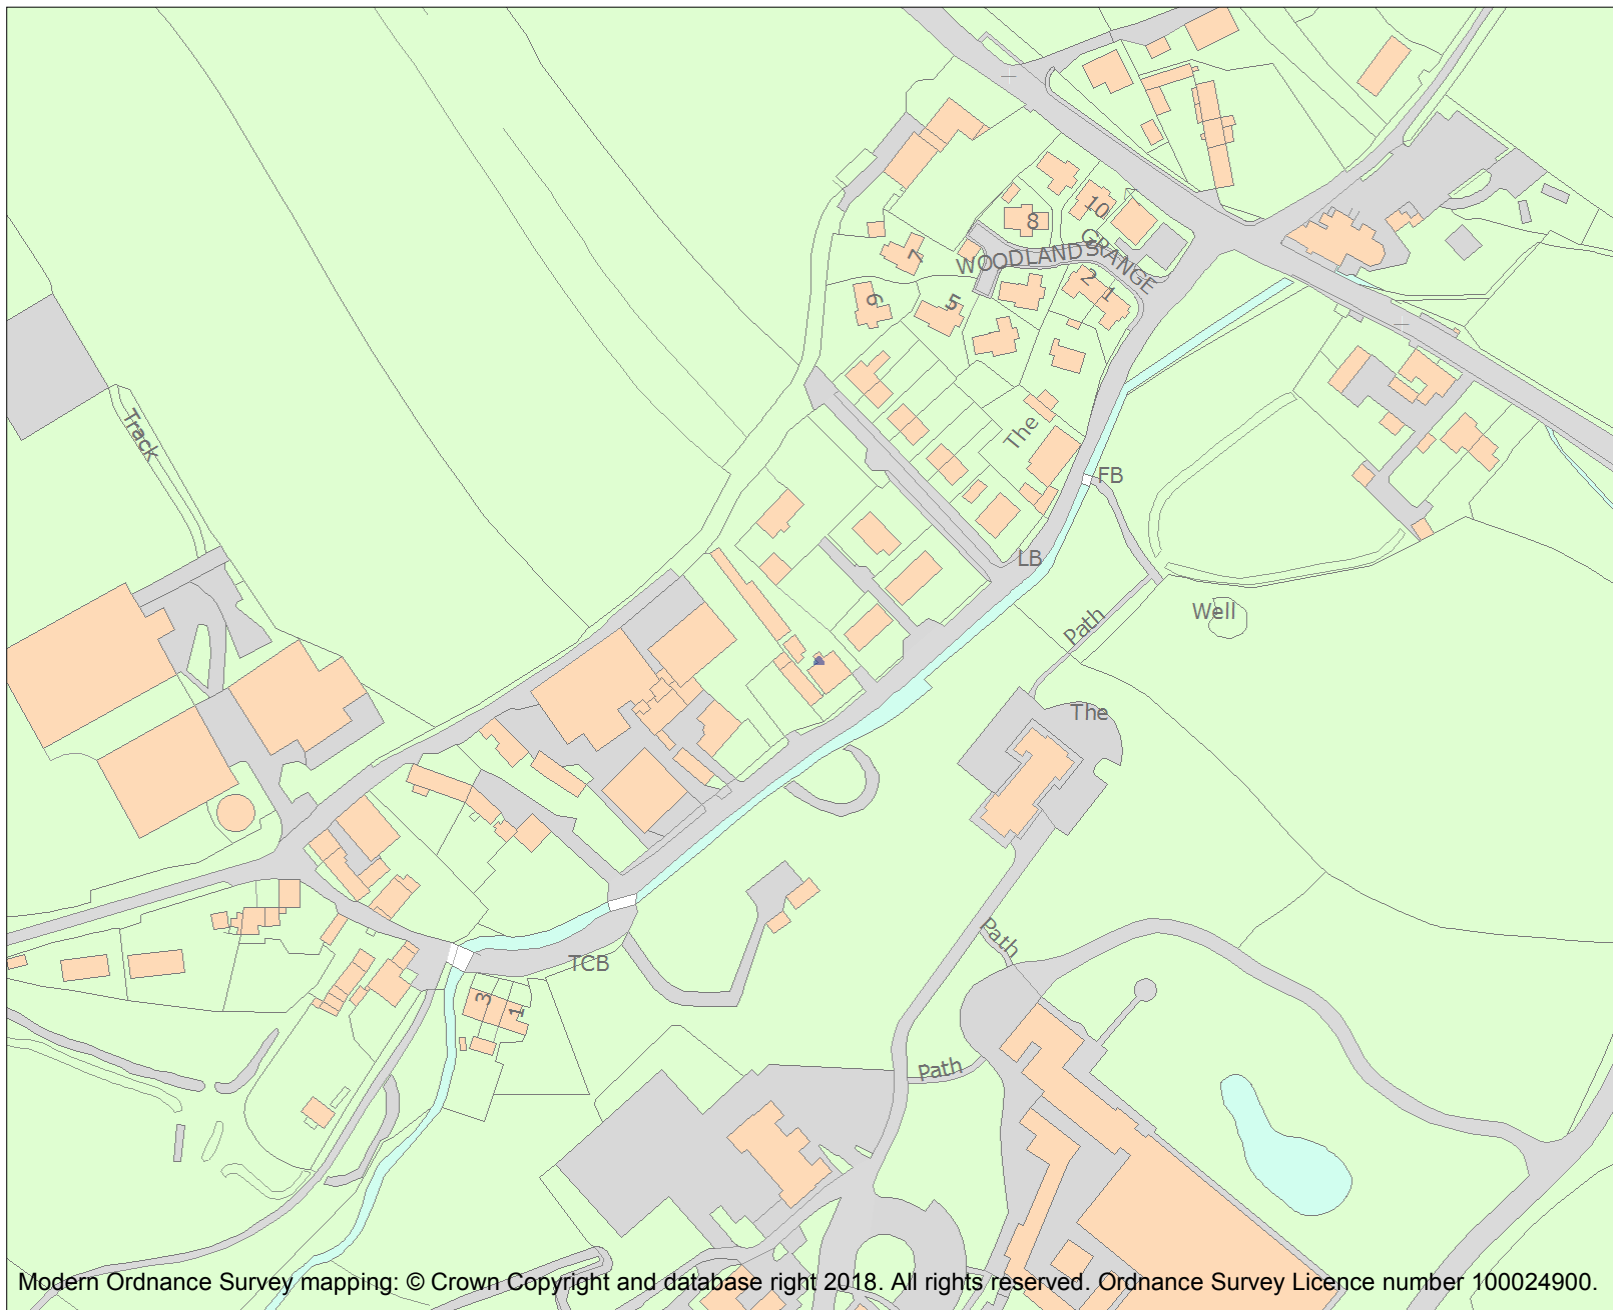 10
8
GRANGE
WOODLANDS
7
2
1
6
5
Track
The
FB
LB
Well
Path
The
Path
TCB
3
1
Path
Modern Ordnance Survey mapping: © Crown Copyright and database right 2018. All rights reserved. Ordnance Survey Licence number 100024900.